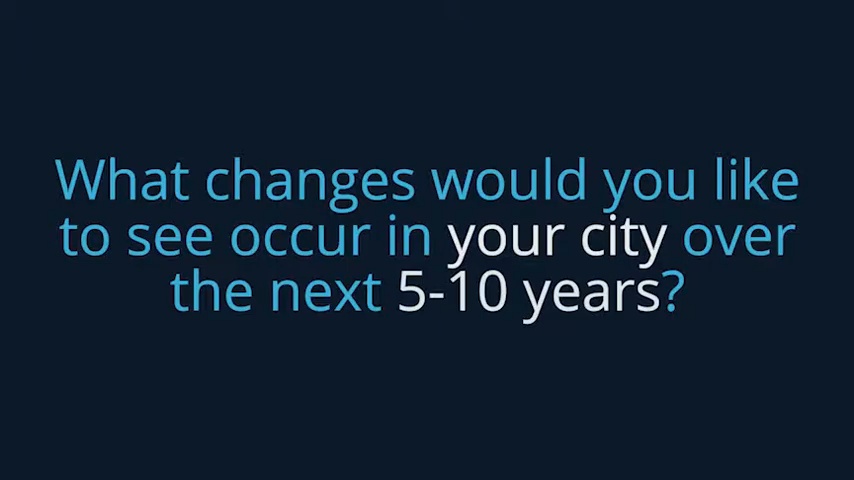 What changes would you like
to see occur in your city over
the next 5-10 years?